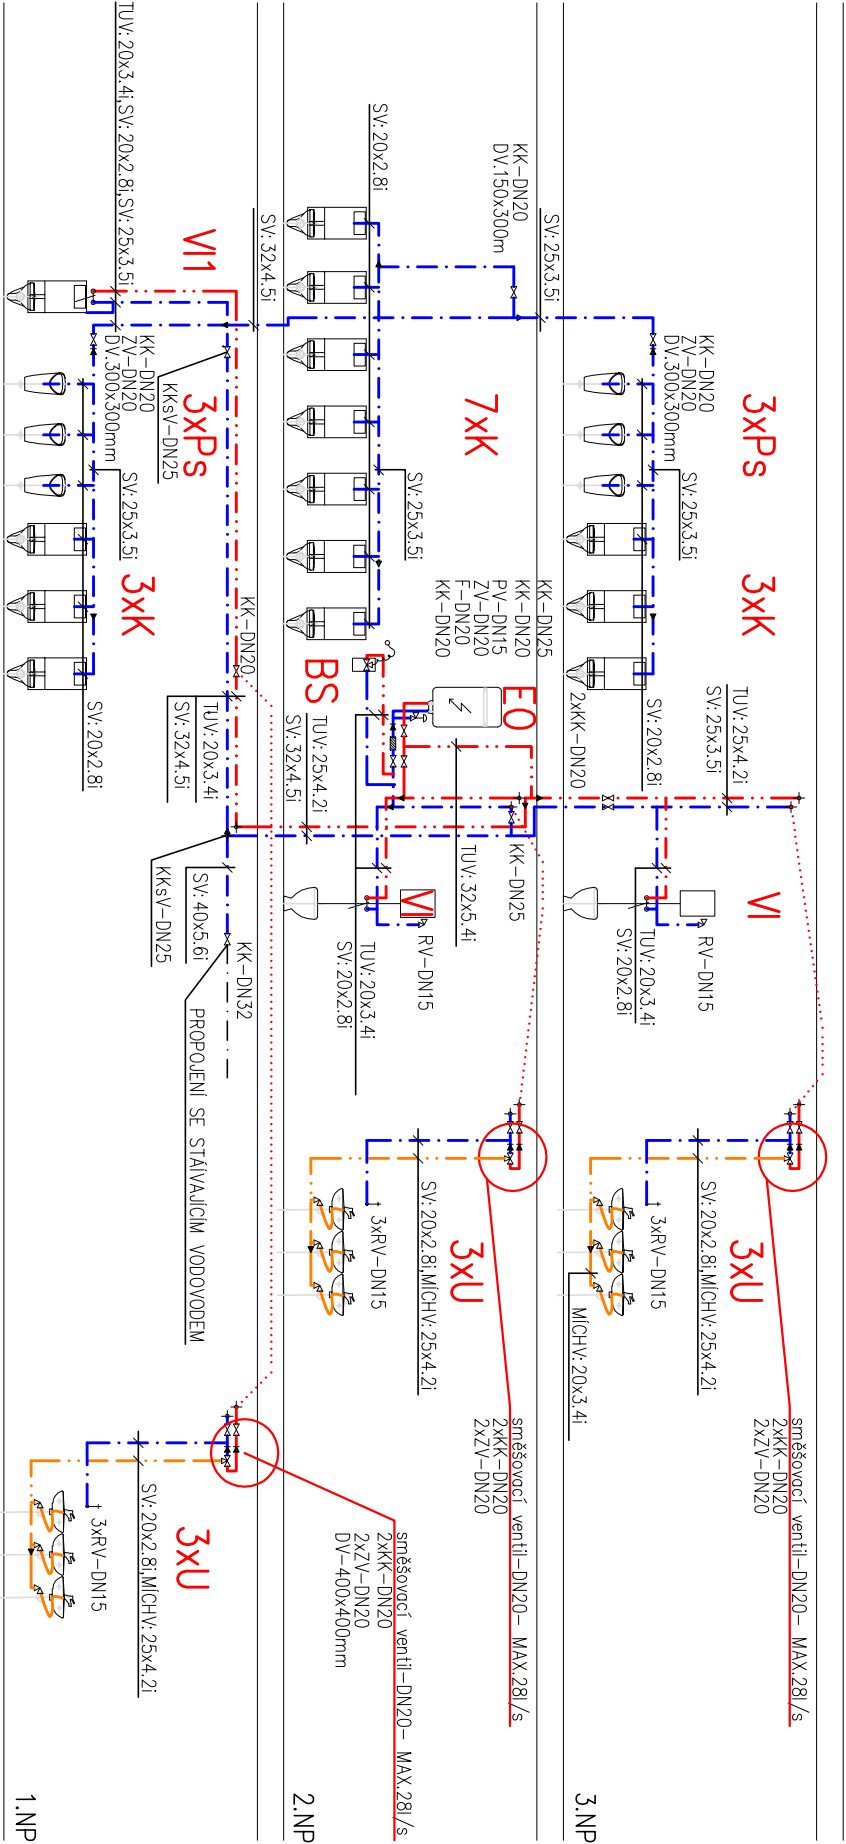 3xPs
3xK
KK-DN20
ZV-DN20
DV.300x300mm
SV: 25x3.5i
SV: 20x2.8i
TUV: 25x4.2i
SV: 25x3.5i
2xKK-DN20
VI
RV-DN15
TUV: 20x3.4i
SV: 20x2.8i
3xU
3xRV-DN15
SV: 20x2.8i,MÍCHV: 25x4.2i
MÍCHV: 20x3.4i
směšovací ventil-DN20- MAX.28l/s
2xKK-DN20
2xZV-DN20
3.NP
SV: 25x3.5i
KK-DN20
DV.150x300m
SV: 20x2.8i
7xK
SV: 25x3.5i
KK-DN25
KK-DN20
PV-DN15
ZV-DN20
F-DN20
KK-DN20
EO
BS
TUV: 25x4.2i
SV: 32x4.5i
TUV: 32x5.4i
KK-DN25
VI
RV-DN15
TUV: 20x3.4i
SV: 20x2.8i
3xU
3xRV-DN15
SV: 20x2.8i,MÍCHV: 25x4.2i
směšovací ventil-DN20- MAX.28l/s
2xKK-DN20
2xZV-DN20
2.NP
SV: 32x4.5i
TUV: 20x3.4i,SV: 20x2.8i,SV: 25x3.5i
VI1
KK-DN20
ZV-DN20
DV.300x300mm
KKsV-DN25
3xPs
SV: 25x3.5i
3xK
SV: 20x2.8i
KK-DN20
TUV: 20x3.4i
SV: 32x4.5i
KKsV-DN25
SV: 40x5.6i
KK-DN32
PROPOJENÍ SE STÁÍVAJÍCÍM VODOVODEM
3xU
3xRV-DN15
SV: 20x2.8i,MÍCHV: 25x4.2i
směšovací ventil-DN20- MAX.28l/s
2xKK-DN20
2xZV-DN20
DV-400x400mm
1.NP